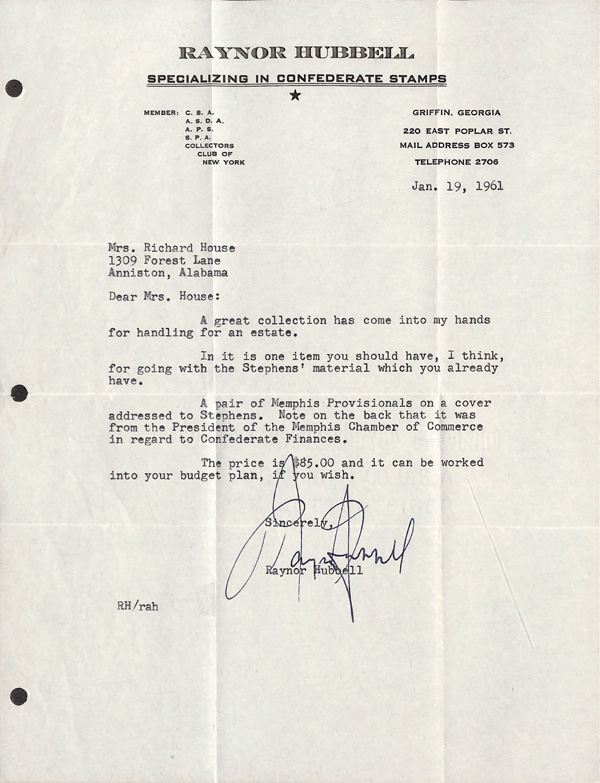 RAYNOR HUBBELL
SPECIALIZING IN CONFEDERATE STAMPS
MEMBER: C. S. A.
A. S. D. A.
A. P. S.
S. P. A.
COLLECTORS
CLUB OF
NEW YORK
GRIFFIN, GEORGIA
220 EAST POPLAR ST.
MAIL ADDRESS BOX 573
TELEPHONE 2706
Jan. 19, 1961
Mrs. Richard House
1309 Forest Lane
Anniston, Alabama
Dear Mrs. House:
A great collection has come into my hands
for handling for an estate.
In it is one item you should have, I think,
for going with the Stephens' material which you already
have.
A pair of Memphis Provisionals on a cover
addressed to Stephens. Note on the back that it was
from the President of the Memphis Chamber of Commerce
in regard to Confederate Finances.
The price is $85.00 and it can be worked
into your budget plan, if you wish.
Sincerely,
Raynor Hubbell
Raynor Hubbell
RH/rah